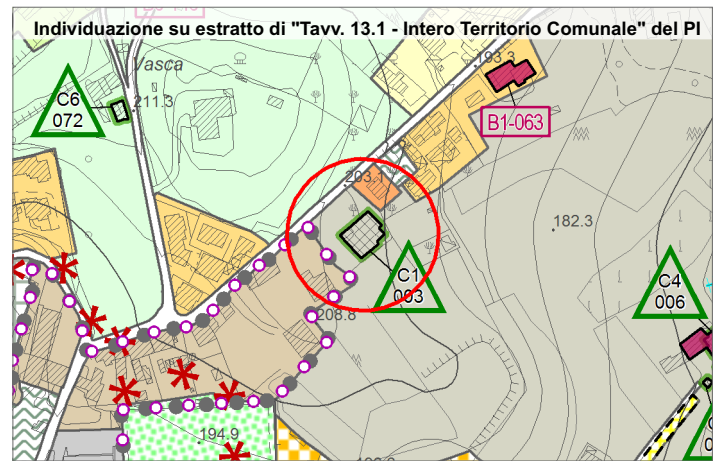 Individuazione su estratto di "Tavv. 13.1 - Intero Territorio Comunale" del PI
Vasca
193.3
C6
072
211.3
B1-063
203.1
182.3
C1
003
C4
006
208.8
194.9